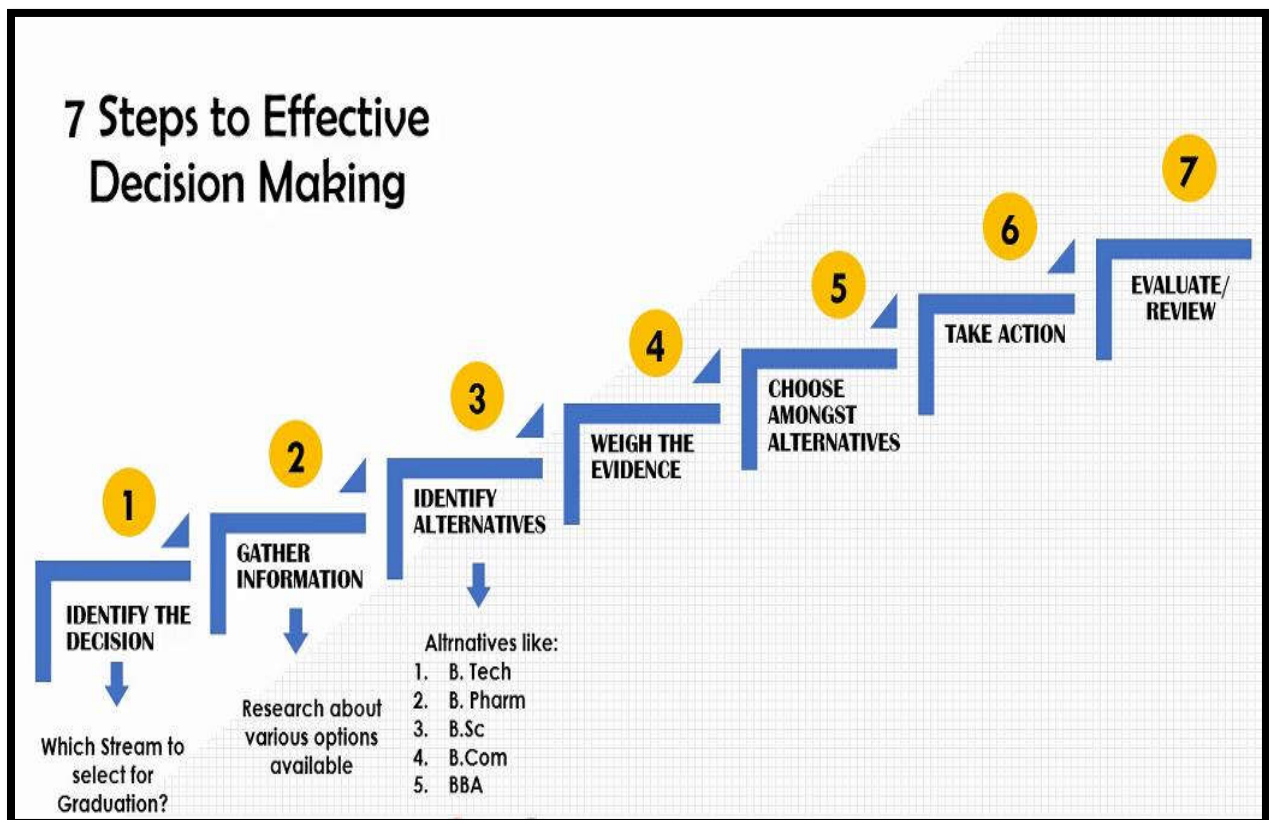 7 Steps to Effective
Decision Making
1
IDENTIFY THE
DECISION
Which Stream to
select for
Graduation?
2
GATHER
INFORMATION
Research about
various options
available
3
IDENTIFY
ALTERNATIVES
Altrnatives like:
1. B. Tech
2. B. Pharm
3. B.Sc
4. B.Com
5. BBA
4
WEIGH THE
EVIDENCE
5
CHOOSE
AMONGST
ALTERNATIVES
6
TAKE ACTION
7
EVALUATE/
REVIEW